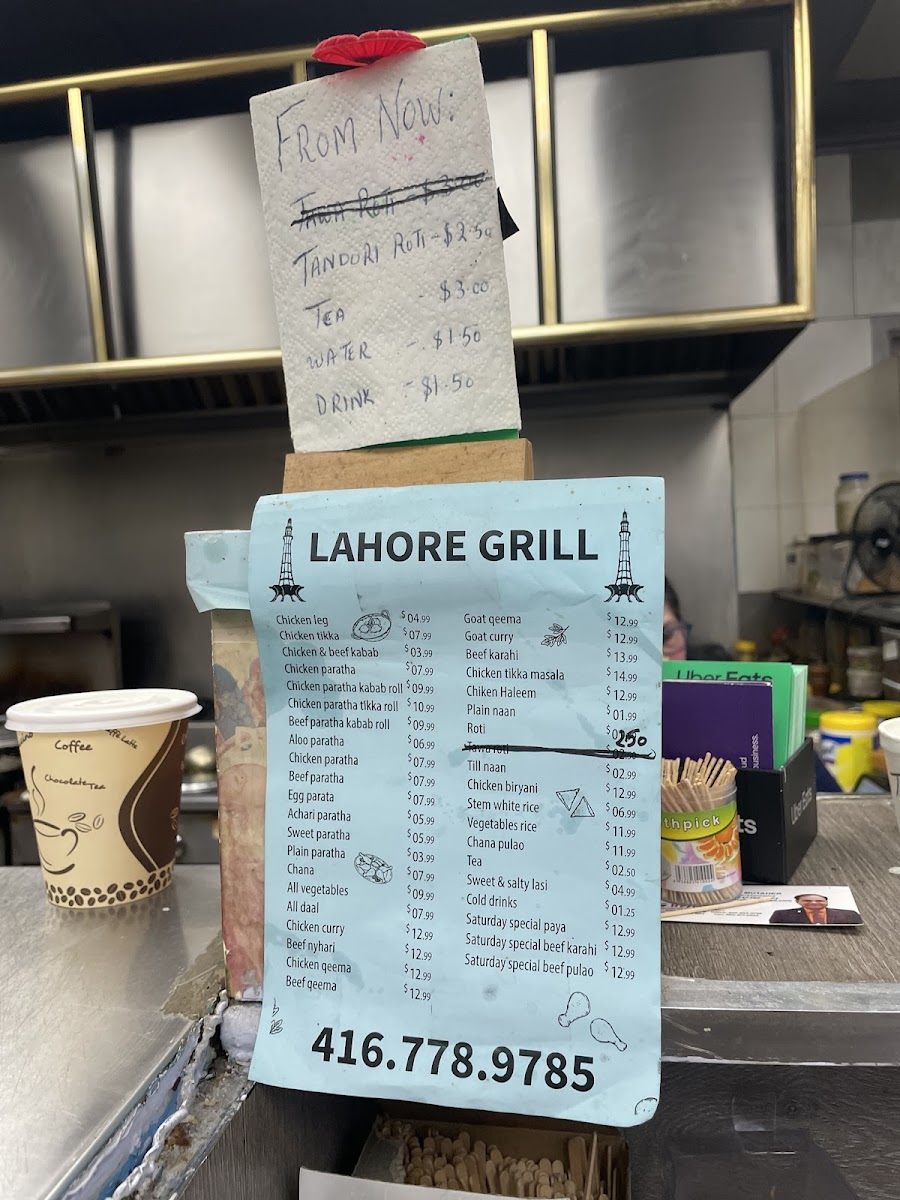 FROM NOW:
TAWA ROTI - $3.00
TANDORI ROTI - $2.50
TEA - $3.00
WATER - $1.50
DRINK - $1.50
LAHORE GRILL
Chicken leg $04.99
Chicken tikka $07.99
Chicken & beef kabab $03.99
Chicken paratha $07.99
Chicken paratha kabab roll $09.99
Chicken paratha tlkka roll $10.99
Beef paratha kabab roll $09.99
Aloo paratha $06.99
Chicken paratha $07.99
Beef paratha $07.99
Egg parata $07.99
Achari paratha $05.99
Sweet paratha $05.99
Plain paratha $03.99
Chana $07.99
All vegetables $09.99
All daal $07.99
Chicken curry $12.99
Beef nyhari $12.99
Chicken qeema $12.99
Beef qeema $12.99
Goat qeema $12.99
Goat curry $12.99
Beef karahi $13.99
Chicken tikka masala $14.99
Chiken Haleem $12.99
Plain naan $01.99
Roti 250
Tawa roti
Till naan $02.99
Chicken biryani $12.99
Stem white rice $06.99
Vegetables rice $11.99
Chana pulao $11.99
Tea $02.50
Sweet & salty lasi $04.99
Cold drinks $01.25
Saturday special paya $12.99
Saturday special beef karahi $12.99
Saturday special beef pulao $12.99
416.778.9785
Coffee
Chocolate Tea
Uber Eats
business.
thpick
Uber Eats